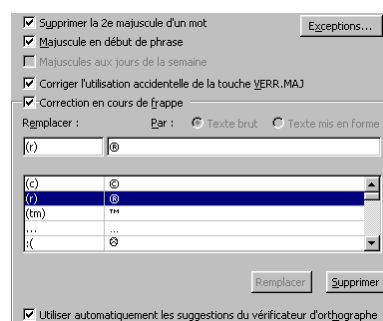 Supprimer la 2e majuscule d'un mot
Exceptions...
Majuscule en début de phrase
Majuscules aux jours de la semaine
Corriger l'utilisation accidentelle de la touche VERR.MAJ
Correction en cours de frappe
Remplacer : Par : Texte brut Texte mis en forme
(r) ®
(c) ©
(r) ®
(tm) ™
... ...
:( ☹
Remplacer Supprimer
Utiliser automatiquement les suggestions du vérificateur d'orthographe